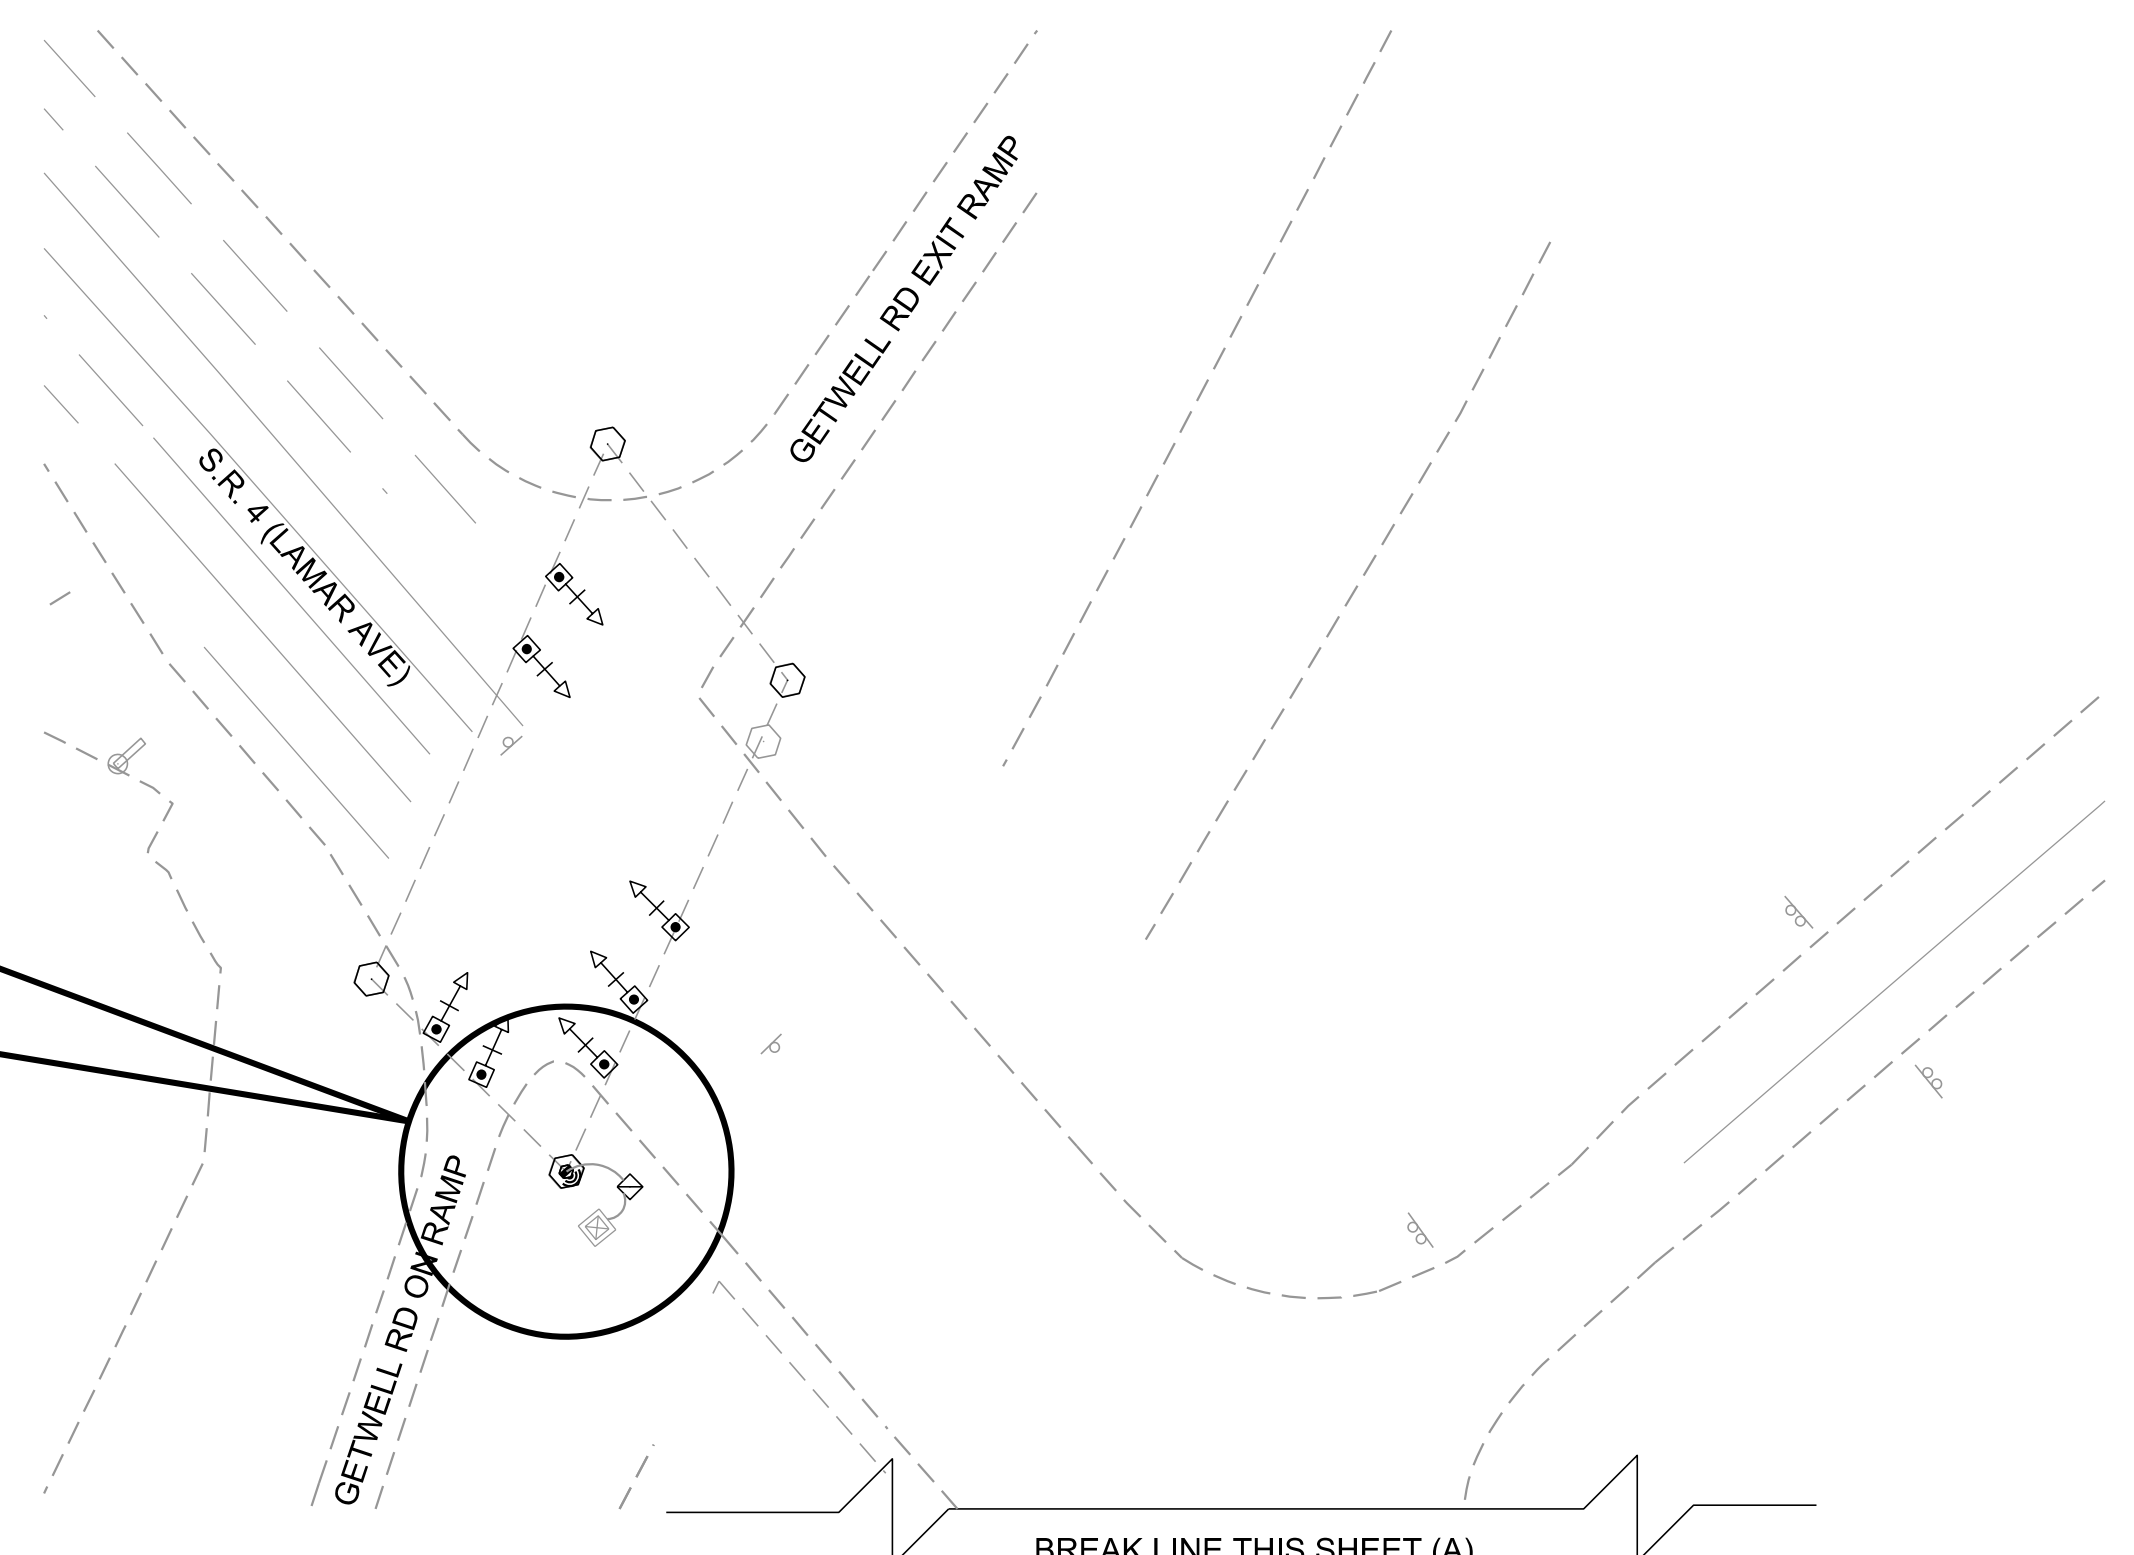 GETWELL RD EXIT RAMP
S.R. 4 (LAMAR AVE)
GETWELL RD ON RAMP
BREAK LINE THIS SHEET (A)